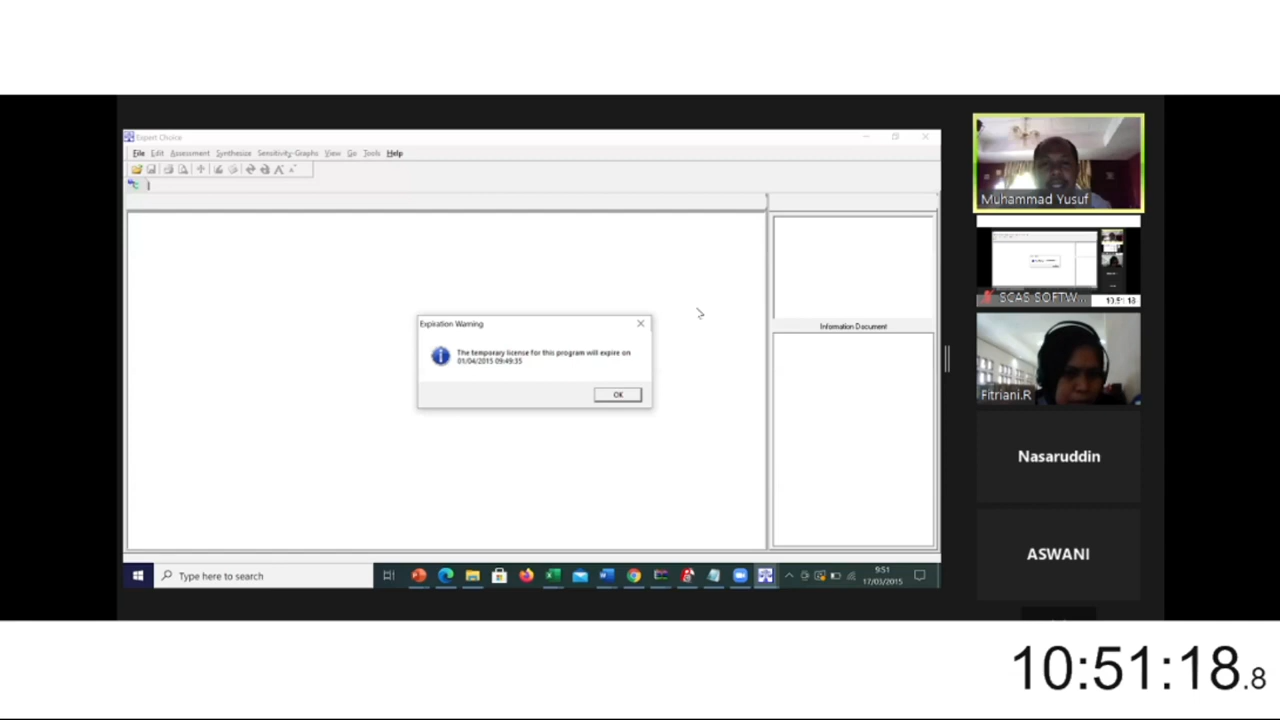 Expert Choice
File Edit Assessment Synthesize Sensitivity-Graphs View Go Tools Help
Expiration Warning
The temporary license for this program will expire on
01/04/2015 09:49:35
OK
Information Document
Type here to search
9:51
17/03/2015
Muhammad Yusuf
SCAS SOFTW...
10:51:18
Fitriani.R
Nasaruddin
ASWANI
10:51:18.8